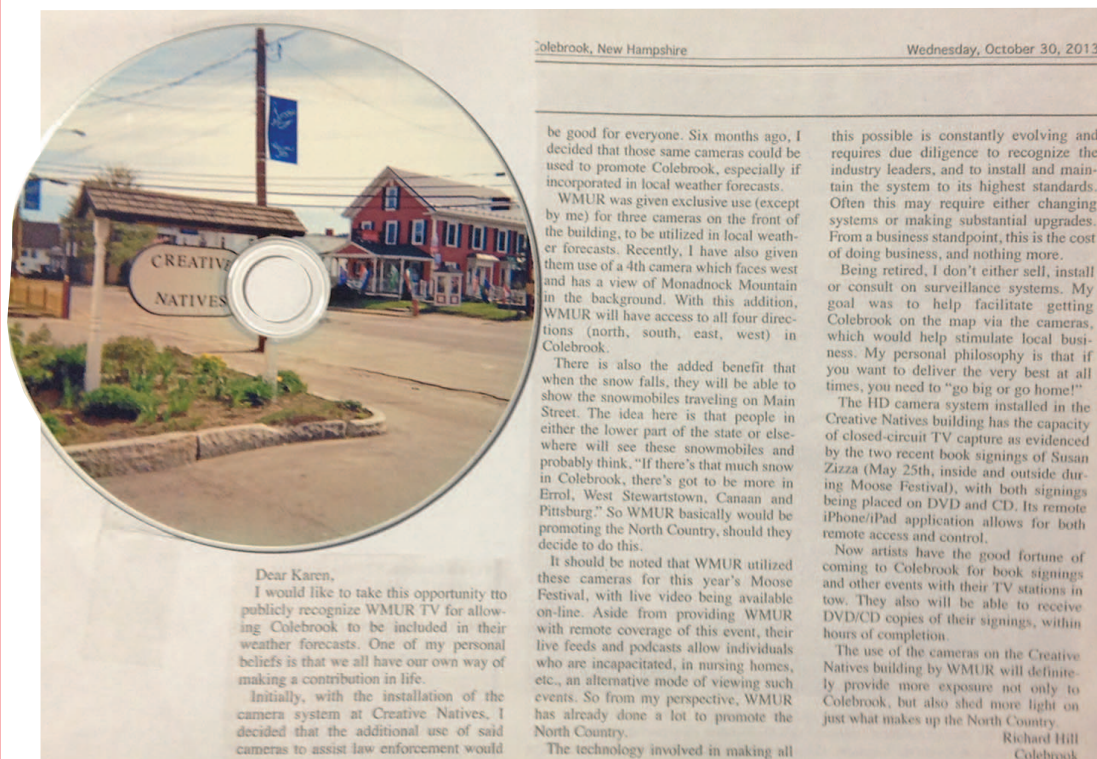 Colebrook, New Hampshire
Wednesday, October 30, 2013
CREATIVE
NATIVES
Dear Karen,
I would like to take this opportunity tto
publicly recognize WMUR TV for allow-
ing Colebrook to be included in their
weather forecasts. One of my personal
beliefs is that we all have our own way of
making a contribution in life.
Initially, with the installation of the
camera system at Creative Natives, I
decided that the additional use of said
cameras to assist law enforcement would
be good for everyone. Six months ago, I
decided that those same cameras could be
used to promote Colebrook, especially if
incorporated in local weather forecasts.
WMUR was given exclusive use (except
by me) for three cameras on the front of
the building, to be utilized in local weath-
er forecasts. Recently, I have also given
them use of a 4th camera which faces west
and has a view of Monadnock Mountain
in the background. With this addition,
WMUR will have access to all four direc-
tions (north, south, east, west) in
Colebrook.
There is also the added benefit that
when the snow falls, they will be able to
show the snowmobiles traveling on Main
Street. The idea here is that people in
either the lower part of the state or else-
where will see these snowmobiles and
probably think, "If there's that much snow
in Colebrook, there's got to be more in
Errol, West Stewartstown, Canaan and
Pittsburg." So WMUR basically would be
promoting the North Country, should they
decide to do this.
It should be noted that WMUR utilized
these cameras for this year's Moose
Festival, with live video being available
on-line. Aside from providing WMUR
with remote coverage of this event, their
live feeds and podcasts allow individuals
who are incapacitated, in nursing homes,
etc., an alternative mode of viewing such
events. So from my perspective, WMUR
has already done a lot to promote the
North Country.
The technology involved in making all
this possible is constantly evolving and
requires due diligence to recognize the
industry leaders, and to install and main-
tain the system to its highest standards.
Often this may require either changing
systems or making substantial upgrades.
From a business standpoint, this is the cost
of doing business, and nothing more.
Being retired, I don't either sell, install
or consult on surveillance systems. My
goal was to help facilitate getting
Colebrook on the map via the cameras,
which would help stimulate local busi-
ness. My personal philosophy is that if
you want to deliver the very best at all
times, you need to "go big or go home!"
The HD camera system installed in the
Creative Natives building has the capacity
of closed-circuit TV capture as evidenced
by the two recent book signings of Susan
Zizza (May 25th, inside and outside dur-
ing Moose Festival), with both signings
being placed on DVD and CD. Its remote
iPhone/iPad application allows for both
remote access and control.
Now artists have the good fortune of
coming to Colebrook for book signings
and other events with their TV stations in
tow. They also will be able to receive
DVD/CD copies of their signings, within
hours of completion.
The use of the cameras on the Creative
Natives building by WMUR will definite-
ly provide more exposure not only to
Colebrook, but also shed more light on
just what makes up the North Country.
Richard Hill
Colebrook